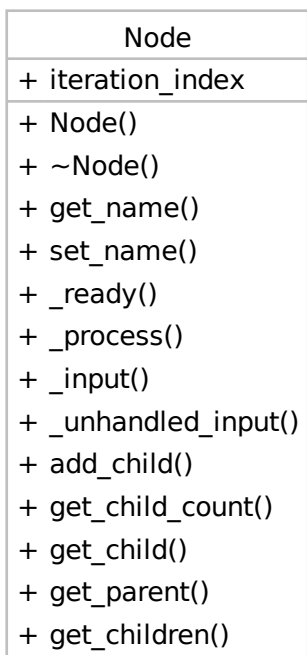 Node
+ iteration_index
+ Node()
+ ~Node()
+ get_name()
+ set_name()
+ _ready()
+ _process()
+ _input()
+ _unhandled_input()
+ add_child()
+ get_child_count()
+ get_child()
+ get_parent()
+ get_children()